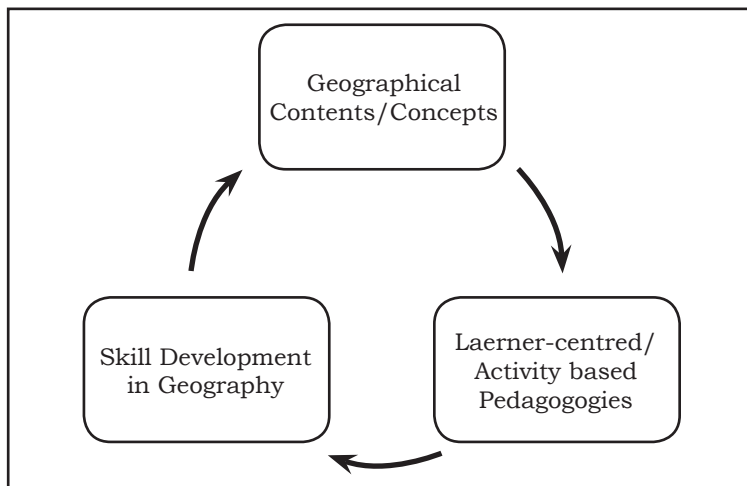 Geographical
Contents/Concepts
Skill Development
in Geography
Laerner-centred/
Activity based
Pedagogogies